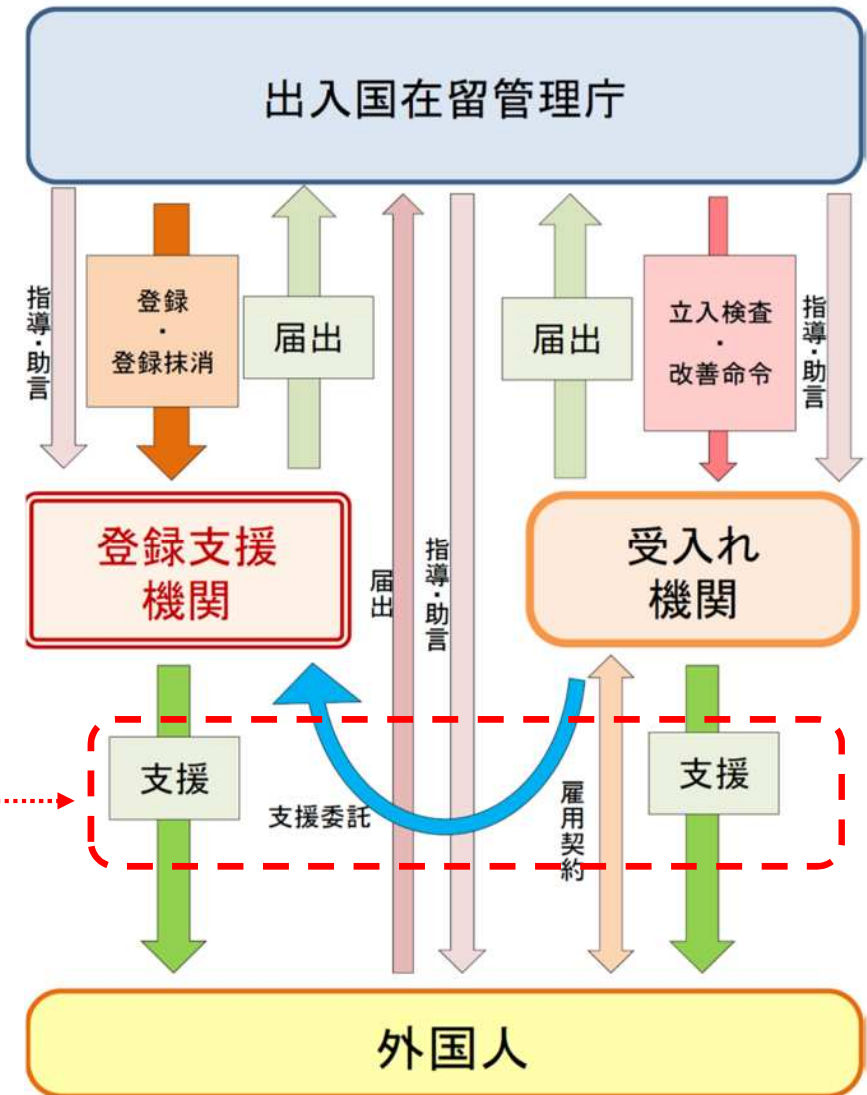 出入国在留管理庁
指導・助言
登録
・
登録抹消
届出
届出
指導・助言
届出
立入検査
・
改善命令
指導・助言
登録支援
機関
受入れ
機関
支援
支援委託
雇用契約
支援
外国人